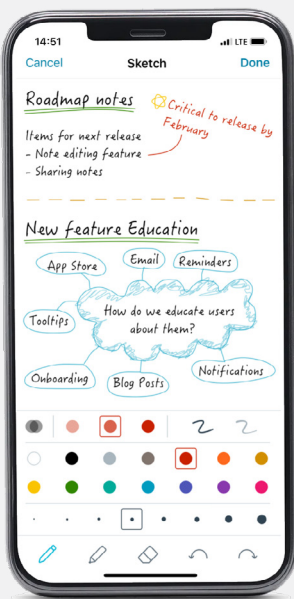 14:51
LTE
Cancel
Sketch
Done
Roadmap notes
Critical to release by
February
Items for next release
- Note editing feature
- Sharing notes
New feature Education
App Store
Email
Reminders
Tooltips
How do we educate users
about them?
Onboarding
Blog Posts
Notifications